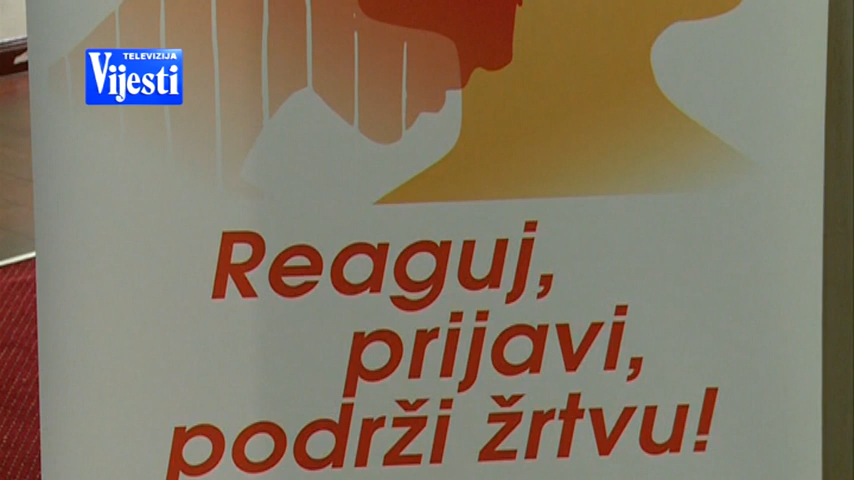 TELEVIZIJA
Vijesti
Reaguj,
prijavi,
podrži žrtvu!